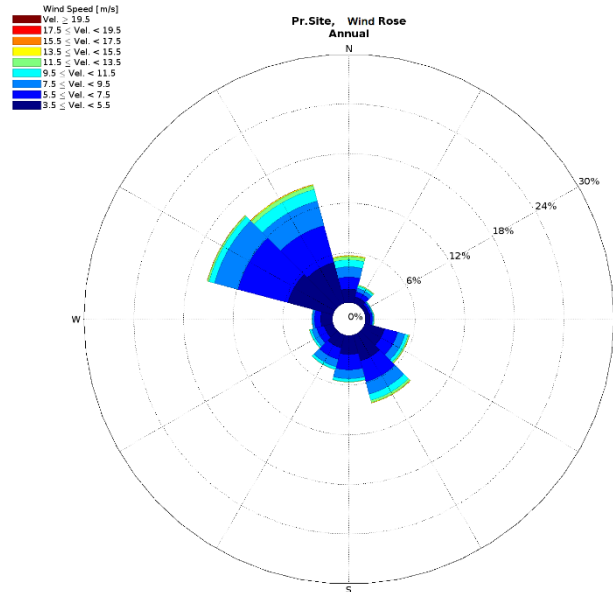 Wind Speed [m/s]
Vel. ≥ 19.5
17.5 ≤ Vel. < 19.5
15.5 ≤ Vel. < 17.5
13.5 ≤ Vel. < 15.5
11.5 ≤ Vel. < 13.5
9.5 ≤ Vel. < 11.5
7.5 ≤ Vel. < 9.5
5.5 ≤ Vel. < 7.5
3.5 ≤ Vel. < 5.5
Pr.Site, Wind Rose
Annual
N
30%
24%
18%
12%
6%
0%
W
S